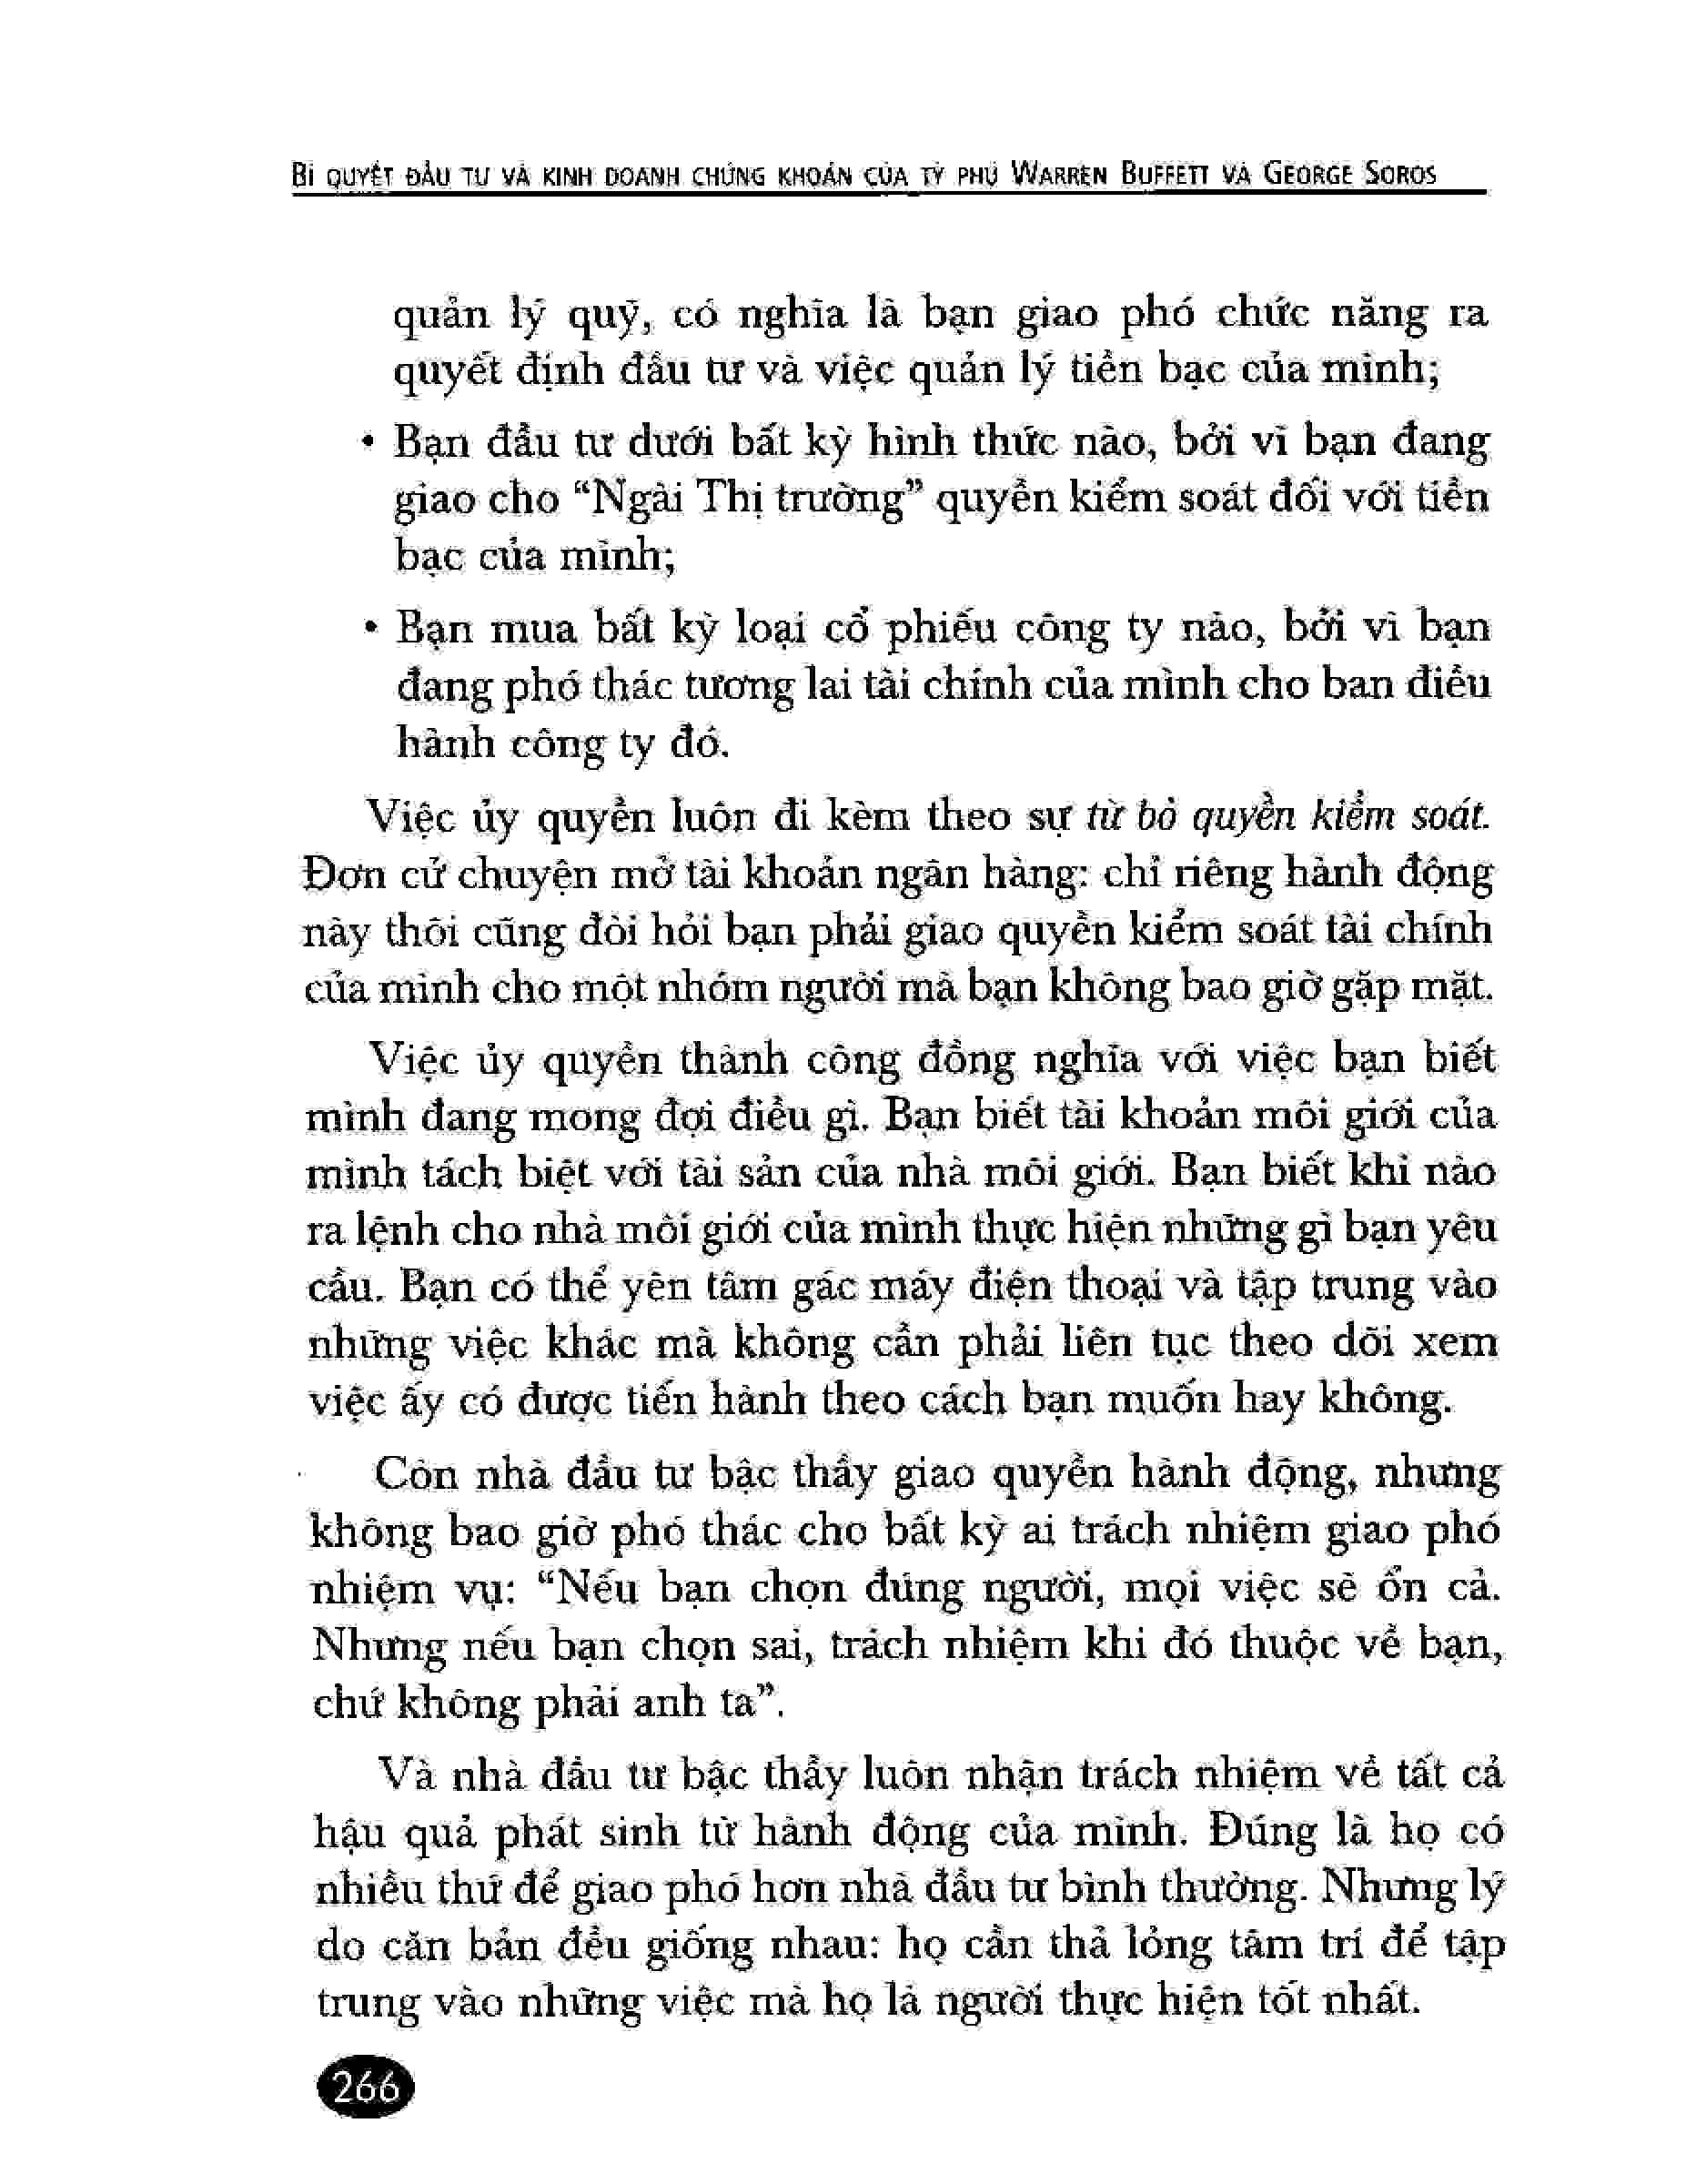 BÍ QUYẾT ĐẦU TƯ VÀ KINH DOANH CHỨNG KHOÁN CỦA TỶ PHÚ WARREN BUFFETT VÀ GEORGE SOROS
quản lý quỹ, có nghĩa là bạn giao phó chức năng ra
quyết định đầu tư và việc quản lý tiền bạc của mình;
• Bạn đầu tư dưới bất kỳ hình thức nào, bởi vì bạn đang
giao cho “Ngài Thị trường” quyền kiểm soát đối với tiền
bạc của mình;
• Bạn mua bất kỳ loại cổ phiếu công ty nào, bởi vì bạn
đang phó thác tương lai tài chính của mình cho ban điều
hành công ty đó.
Việc ủy quyền luôn đi kèm theo sự từ bỏ quyền kiểm soát.
Đơn cử chuyện mở tài khoản ngân hàng: chỉ riêng hành động
này thôi cũng đòi hỏi bạn phải giao quyền kiểm soát tài chính
của mình cho một nhóm người mà bạn không bao giờ gặp mặt.
Việc ủy quyền thành công đồng nghĩa với việc bạn biết
mình đang mong đợi điều gì. Bạn biết tài khoản môi giới của
mình tách biệt với tài sản của nhà môi giới. Bạn biết khi nào
ra lệnh cho nhà môi giới của mình thực hiện những gì bạn yêu
cầu. Bạn có thể yên tâm gác máy điện thoại và tập trung vào
những việc khác mà không cần phải liên tục theo dõi xem
việc ấy có được tiến hành theo cách bạn muốn hay không.
Còn nhà đầu tư bậc thầy giao quyền hành động, nhưng
không bao giờ phó thác cho bất kỳ ai trách nhiệm giao phó
nhiệm vụ: “Nếu bạn chọn đúng người, mọi việc sẽ ổn cả.
Nhưng nếu bạn chọn sai, trách nhiệm khi đó thuộc về bạn,
chứ không phải anh ta”.
Và nhà đầu tư bậc thầy luôn nhận trách nhiệm về tất cả
hậu quả phát sinh từ hành động của mình. Đúng là họ có
nhiều thứ để giao phó hơn nhà đầu tư bình thường. Nhưng lý
do căn bản đều giống nhau: họ cần thả lỏng tâm trí để tập
trung vào những việc mà họ là người thực hiện tốt nhất.
266